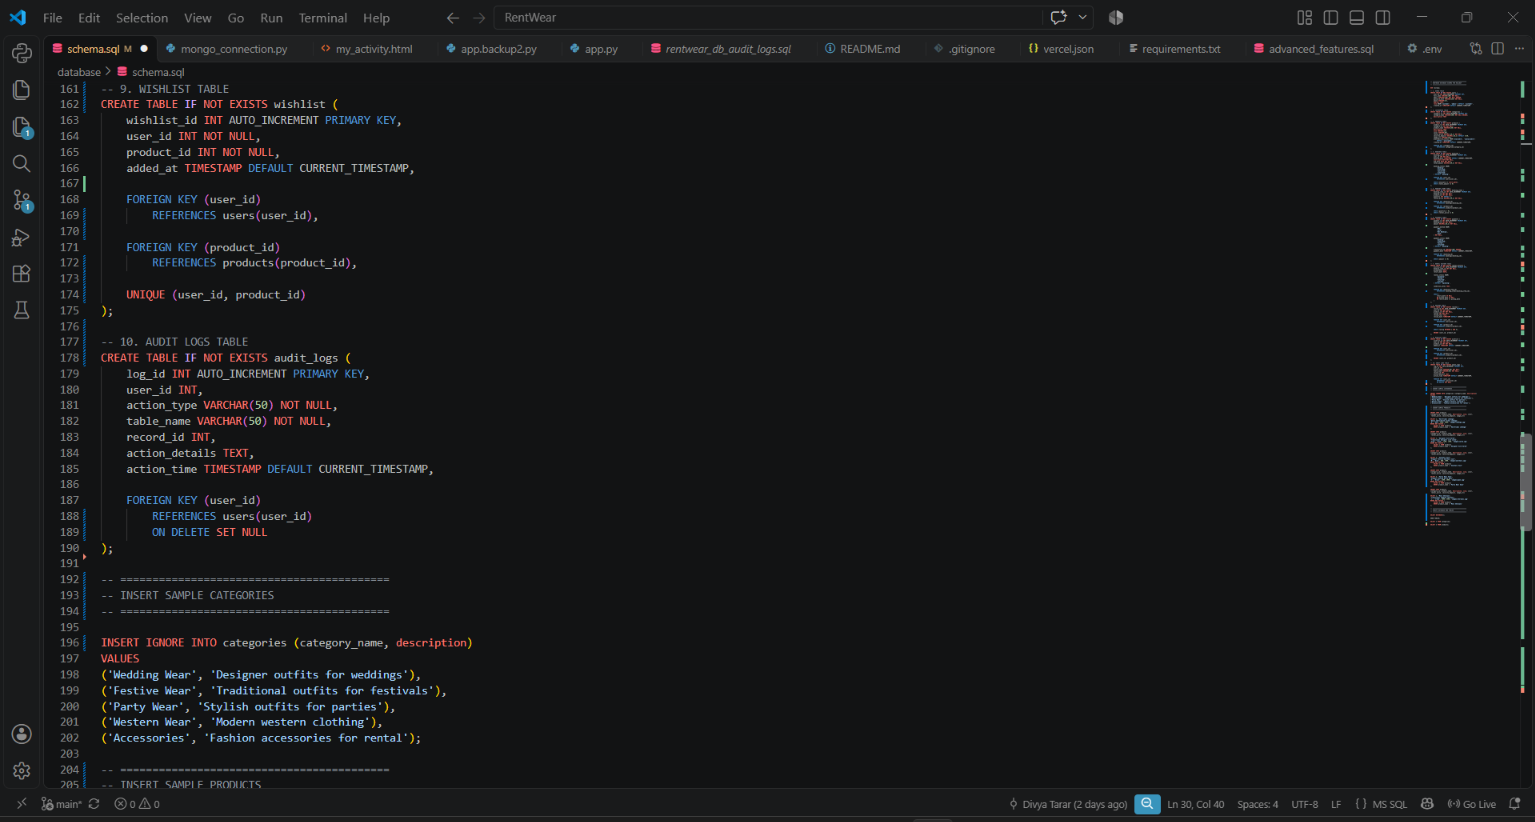 File Edit Selection View Go Run Terminal Help
RentWear
schema.sql M
mongo_connection.py
my_activity.html
app.backup2.py
app.py
rentwear_db_audit_logs.sql
README.md
.gitignore
vercel.json
requirements.txt
advanced_features.sql
.env
database > schema.sql
161 -- 9. WISHLIST TABLE
162 CREATE TABLE IF NOT EXISTS wishlist (
163     wishlist_id INT AUTO_INCREMENT PRIMARY KEY,
164     user_id INT NOT NULL,
165     product_id INT NOT NULL,
166     added_at TIMESTAMP DEFAULT CURRENT_TIMESTAMP,
167
168     FOREIGN KEY (user_id)
169         REFERENCES users(user_id),
170
171     FOREIGN KEY (product_id)
172         REFERENCES products(product_id),
173
174     UNIQUE (user_id, product_id)
175 );
176
177 -- 10. AUDIT LOGS TABLE
178 CREATE TABLE IF NOT EXISTS audit_logs (
179     log_id INT AUTO_INCREMENT PRIMARY KEY,
180     user_id INT,
181     action_type VARCHAR(50) NOT NULL,
182     table_name VARCHAR(50) NOT NULL,
183     record_id INT,
184     action_details TEXT,
185     action_time TIMESTAMP DEFAULT CURRENT_TIMESTAMP,
186
187     FOREIGN KEY (user_id)
188         REFERENCES users(user_id)
189         ON DELETE SET NULL
190 );
191
192 -- ==========================================
193 -- INSERT SAMPLE CATEGORIES
194 -- ==========================================
195
196 INSERT IGNORE INTO categories (category_name, description)
197 VALUES
198 ('Wedding Wear', 'Designer outfits for weddings'),
199 ('Festive Wear', 'Traditional outfits for festivals'),
200 ('Party Wear', 'Stylish outfits for parties'),
201 ('Western Wear', 'Modern western clothing'),
202 ('Accessories', 'Fashion accessories for rental');
203
204 -- ==========================================
205 -- INSERT SAMPLE PRODUCTS
1
1
main* 0 0 Divya Tarar (2 days ago) Ln 30, Col 40 Spaces: 4 UTF-8 LF {} MS SQL Go Live